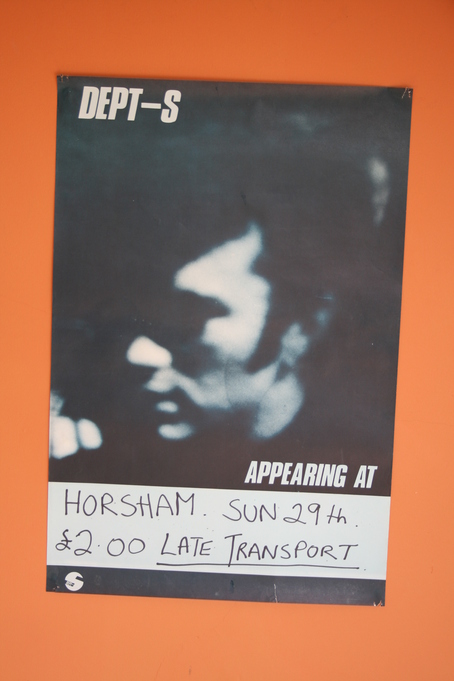 DEPT-S
APPEARING AT
HORSHAM. SUN 29th.
£2.00 LATE TRANSPORT
S